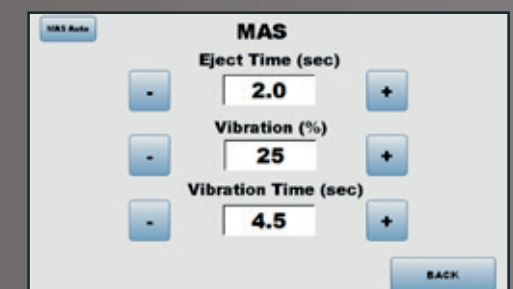 MAS Auto
MAS
Eject Time (sec)
- 2.0 +
Vibration (%)
- 25 +
Vibration Time (sec)
- 4.5 +
BACK